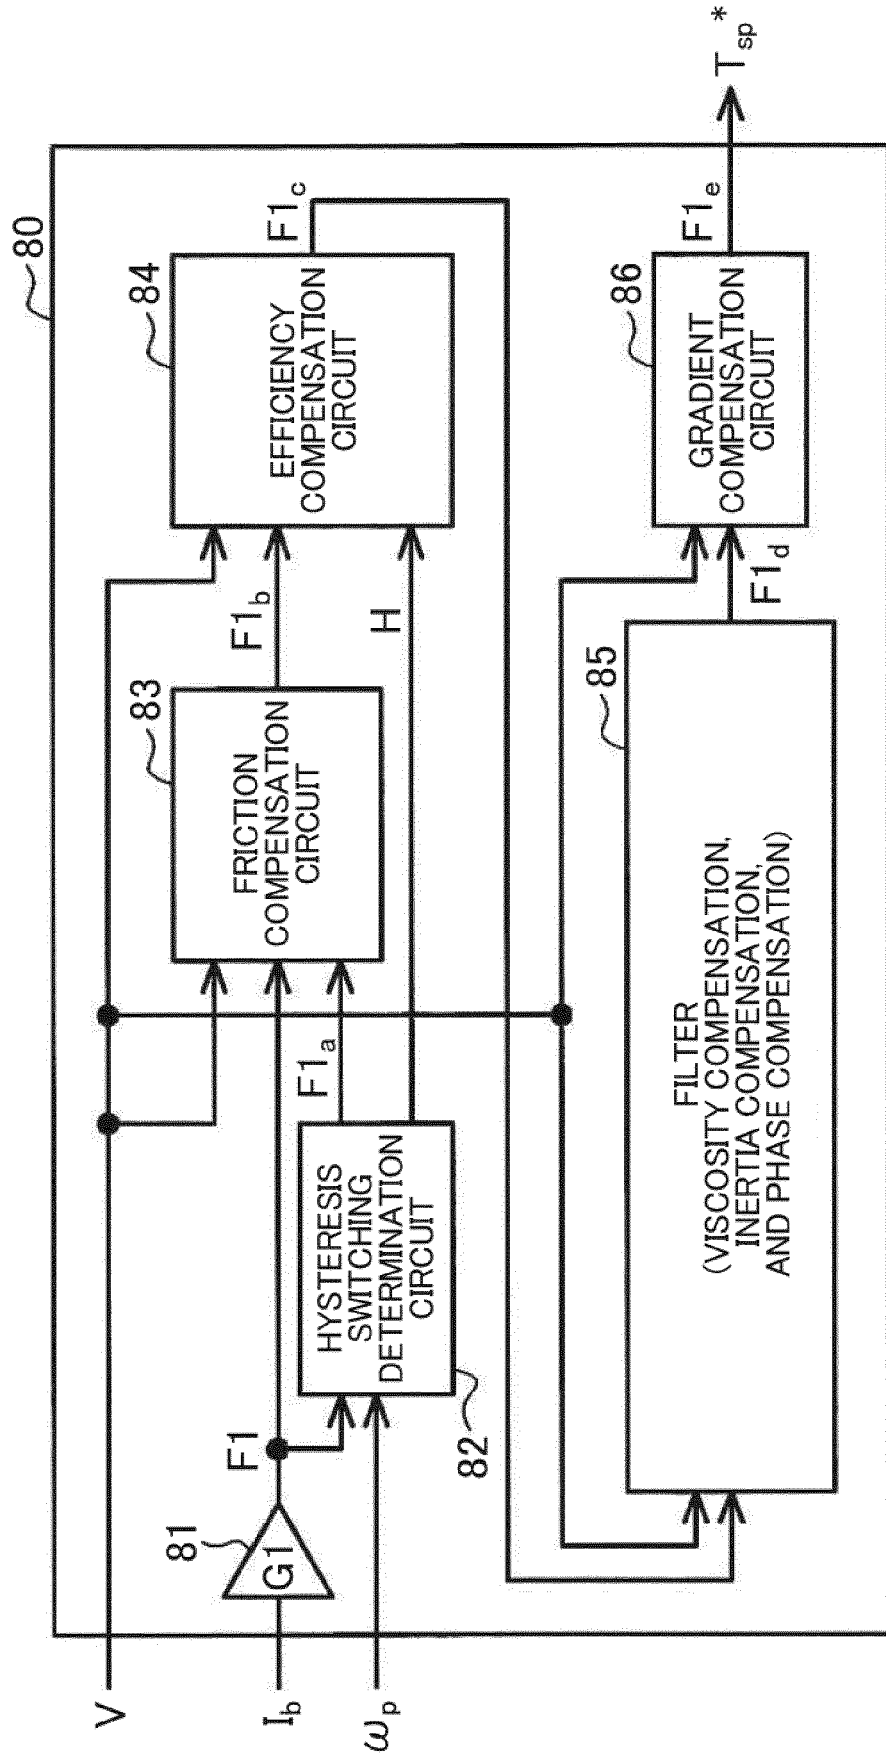 80
V
I_b
ω_p
81
G1
F1
HYSTERESIS
SWITCHING
DETERMINATION
CIRCUIT
82
F1_a
83
FRICTION
COMPENSATION
CIRCUIT
F1_b
H
84
EFFICIENCY
COMPENSATION
CIRCUIT
F1_c
85
FILTER
(VISCOSITY COMPENSATION,
INERTIA COMPENSATION,
AND PHASE COMPENSATION)
F1_d
86
GRADIENT
COMPENSATION
CIRCUIT
F1_e
T_sp*